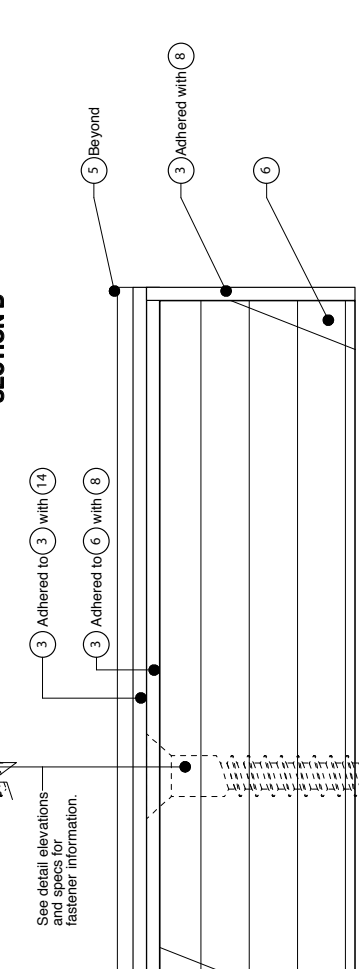 SECTION B
5 Beyond
3 Adhered with 8
6
3 Adhered to 3 with 14
3 Adhered to 6 with 8
See detail elevations
and specs for
fastener information.